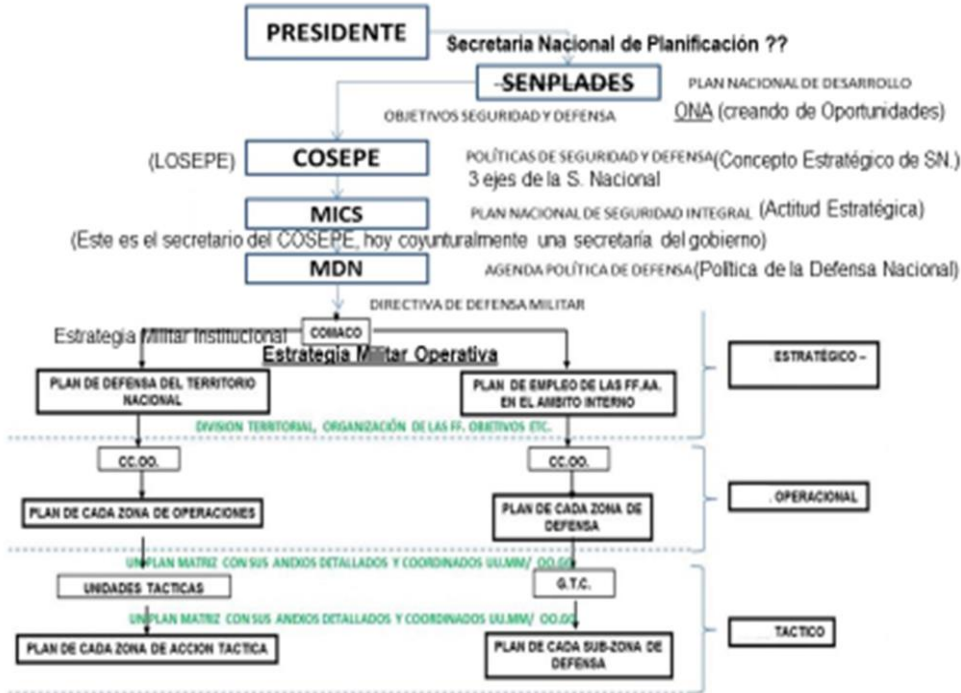 PRESIDENTE
Secretaria Nacional de Planificación ??
SENPLADES
PLAN NACIONAL DE DESARROLLO
OBJETIVOS SEGURIDAD Y DEFENSA
ONA (creando de Oportunidades)
(LOSEPE)
COSEPE
POLÍTICAS DE SEGURIDAD Y DEFENSA (Concepto Estratégico de SN.)
3 ejes de la S. Nacional
MICS
PLAN NACIONAL DE SEGURIDAD INTEGRAL (Actitud Estratégica)
(Este es el secretario del COSEPE, hoy coyunturalmente una secretaría del gobierno)
MDN
AGENDA POLÍTICA DE DEFENSA (Política de la Defensa Nacional)
DIRECTIVA DE DEFENSA MILITAR
Estrategia Militar Institucional
COMACO
Estrategia Militar Operativa
. ESTRATÉGICO –
PLAN DE DEFENSA DEL TERRITORIO
NACIONAL
PLAN DE EMPLEO DE LAS FF.AA.
EN EL AMBITO INTERNO
DIVISION TERRITORIAL, ORGANIZACIÓN DE LAS FF. OBJETIVOS ETC.
CC.OO.
CC.OO.
. OPERACIONAL
PLAN DE CADA ZONA DE OPERACIONES
PLAN DE CADA ZONA DE
DEFENSA
UN PLAN MATRIZ CON SUS ANEXOS DETALLADOS Y COORDINADOS UU.MM/ OO.GG
UNIDADES TACTICAS
G.T.C.
UN PLAN MATRIZ CON SUS ANEXOS DETALLADOS Y COORDINADOS UU.MM/ OO.GG
TACTICO
PLAN DE CADA ZONA DE ACCION TACTICA
PLAN DE CADA SUB-ZONA DE
DEFENSA